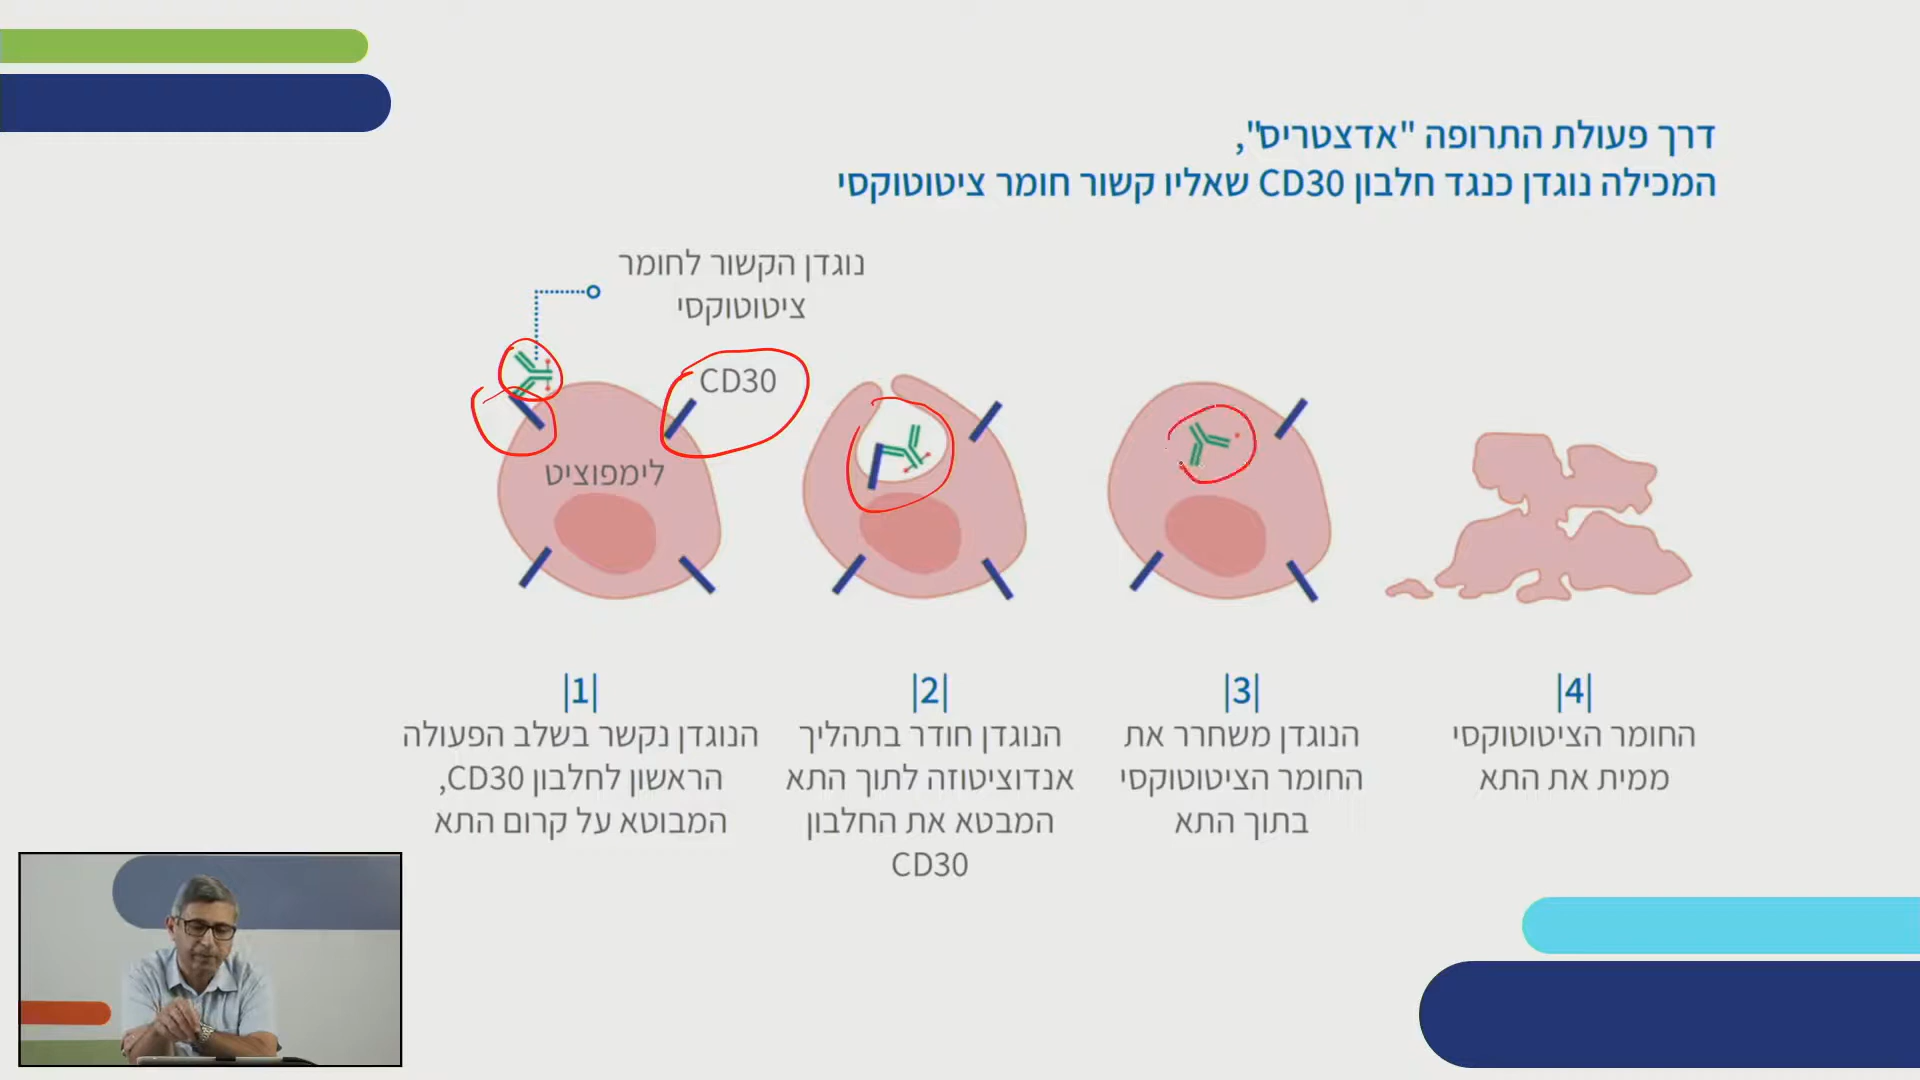 דרך פעולת התרופה "אדצטריס",
המכילה נוגדן כנגד חלבון CD30 שאליו קשור חומר ציטוטוקסי
נוגדן הקשור לחומר
ציטוטוקסי
CD30
לימפוציט
|1|
הנוגדן נקשר בשלב הפעולה
הראשון לחלבון CD30,
המבוטא על קרום התא
|2|
הנוגדן חודר בתהליך
אנדוציטוזה לתוך התא
המבטא את החלבון
CD30
|3|
הנוגדן משחרר את
החומר הציטוטוקסי
בתוך התא
|4|
החומר הציטוטוקסי
ממית את התא